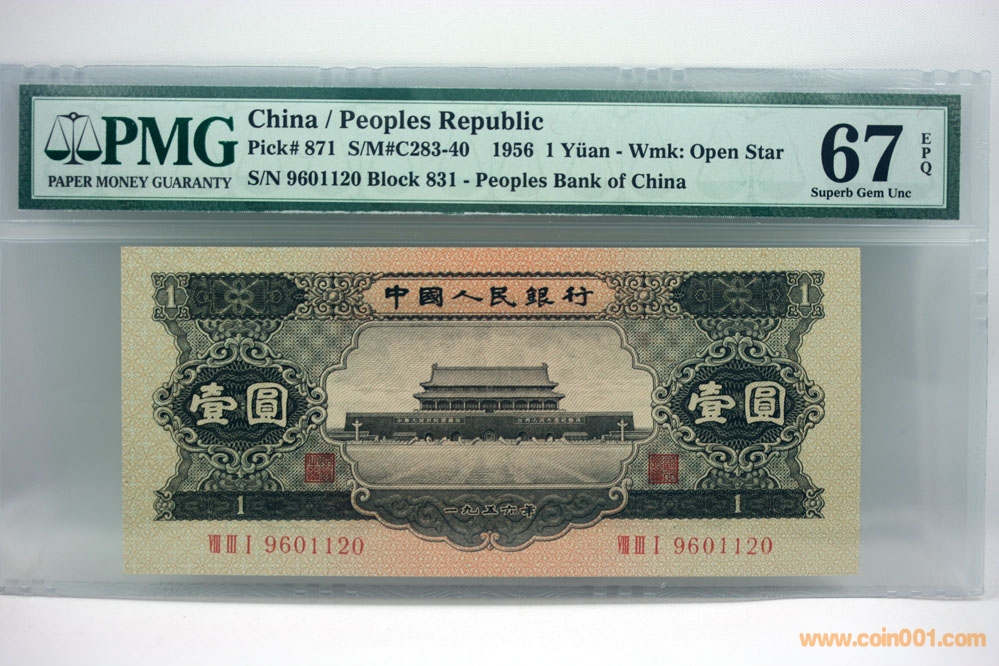 PMG
PAPER MONEY GUARANTY
China / Peoples Republic
Pick# 871 S/M#C283-40 1956 1 Yüan - Wmk: Open Star
S/N 9601120 Block 831 - Peoples Bank of China
67
EPQ
Superb Gem Unc
1 中國人民銀行 1
壹圓 壹圓
1 一九五六年 1
VIII III I 9601120 VIII III I 9601120
www.coin001.com